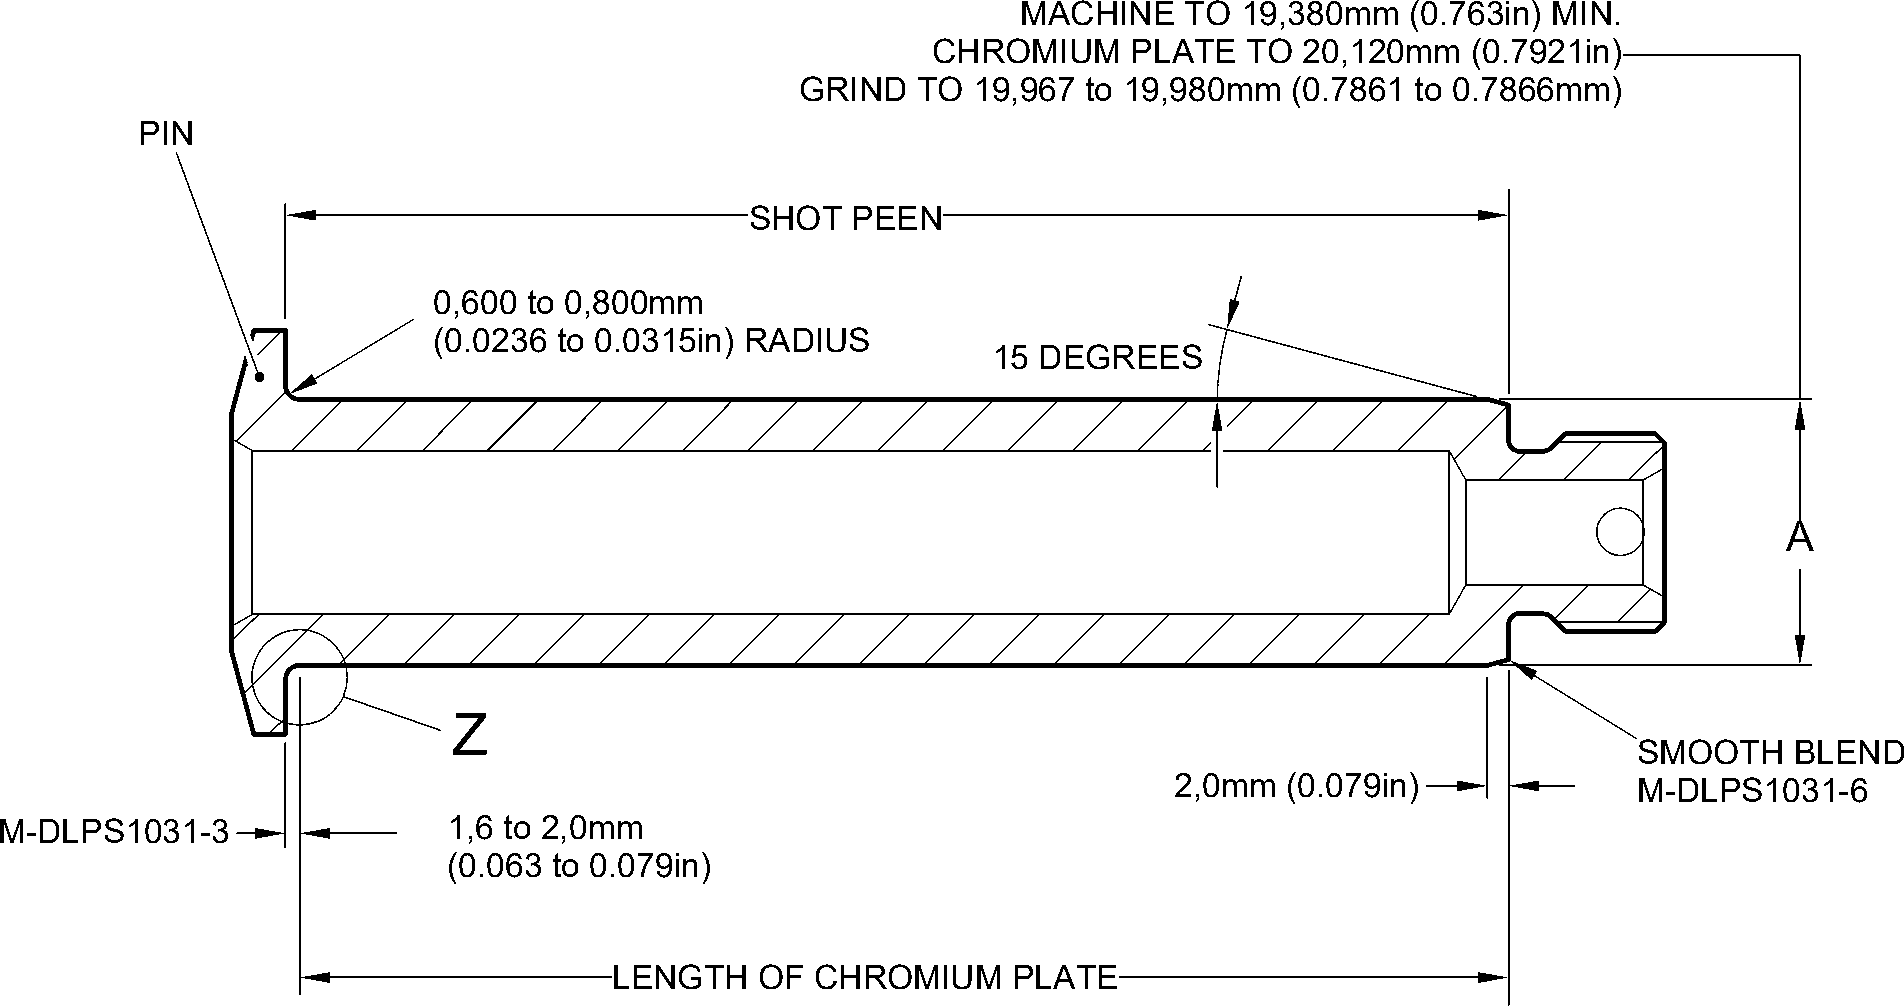 MACHINE TO 19,380mm (0.763in) MIN.
CHROMIUM PLATE TO 20,120mm (0.7921in)
GRIND TO 19,967 to 19,980mm (0.7861 to 0.7866mm)
PIN
SHOT PEEN
0,600 to 0,800mm
(0.0236 to 0.0315in) RADIUS
15 DEGREES
A
Z
SMOOTH BLEND
M-DLPS1031-6
2,0mm (0.079in)
M-DLPS1031-3
1,6 to 2,0mm
(0.063 to 0.079in)
LENGTH OF CHROMIUM PLATE